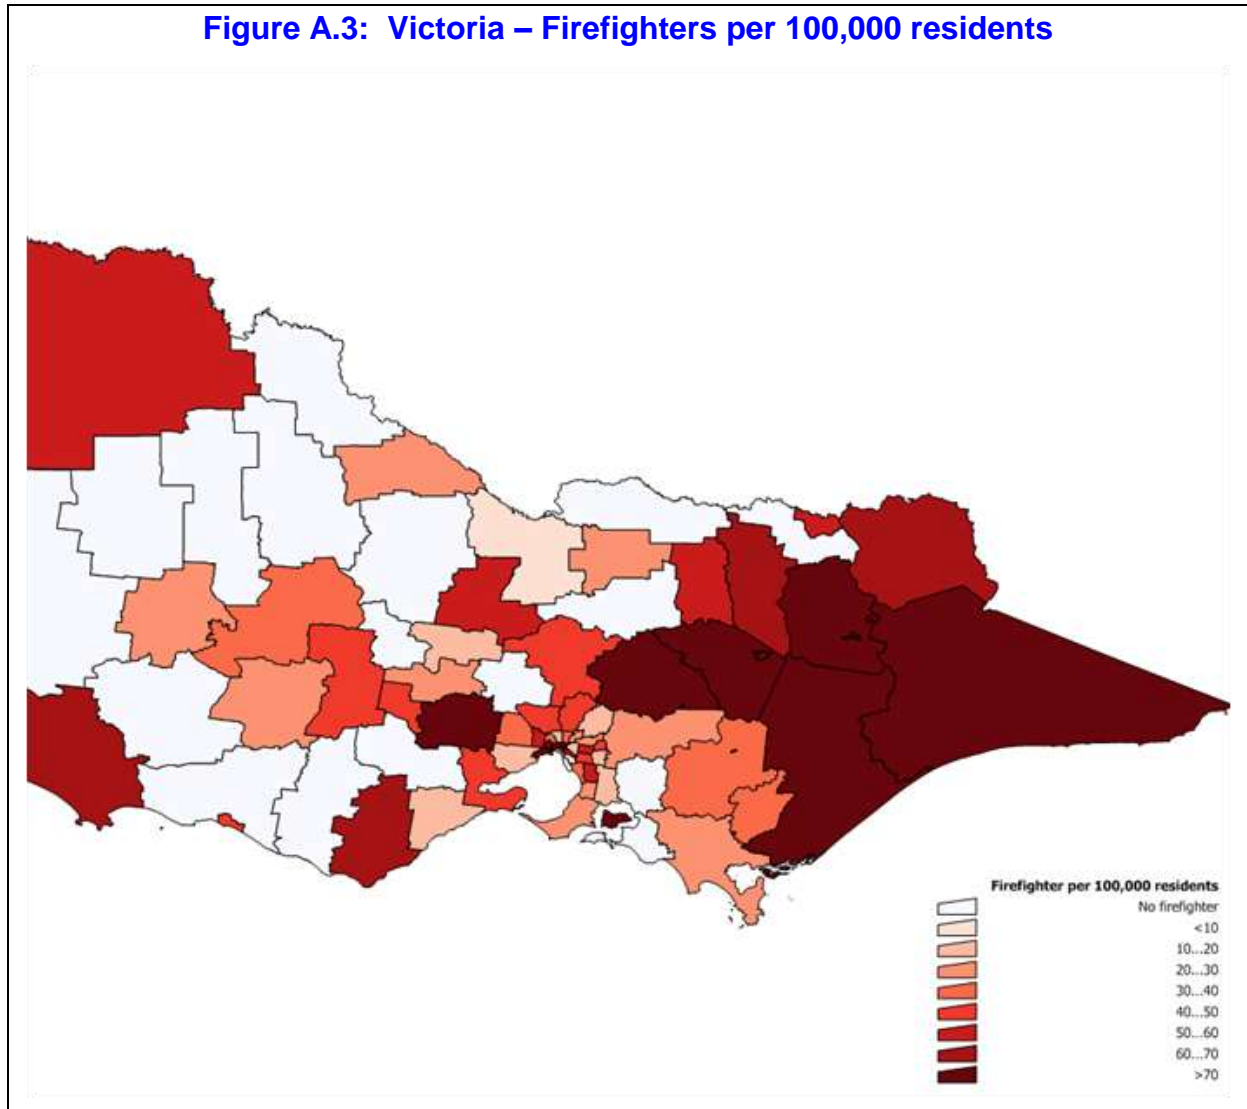 Figure A.3: Victoria – Firefighters per 100,000 residents
Firefighter per 100,000 residents
No firefighter
<10
10...20
20...30
30...40
40...50
50...60
60...70
>70